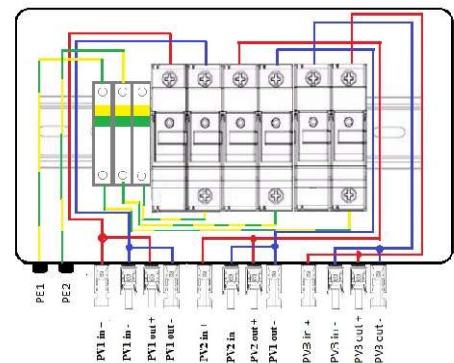 PE1
PE2
PV1 in +
PV1 in -
PV1 out +
PV1 out -
PV2 in +
PV2 in
PV2 out +
PV1 out -
PV3 in +
PV3 in -
PV3 out +
PV3 out -